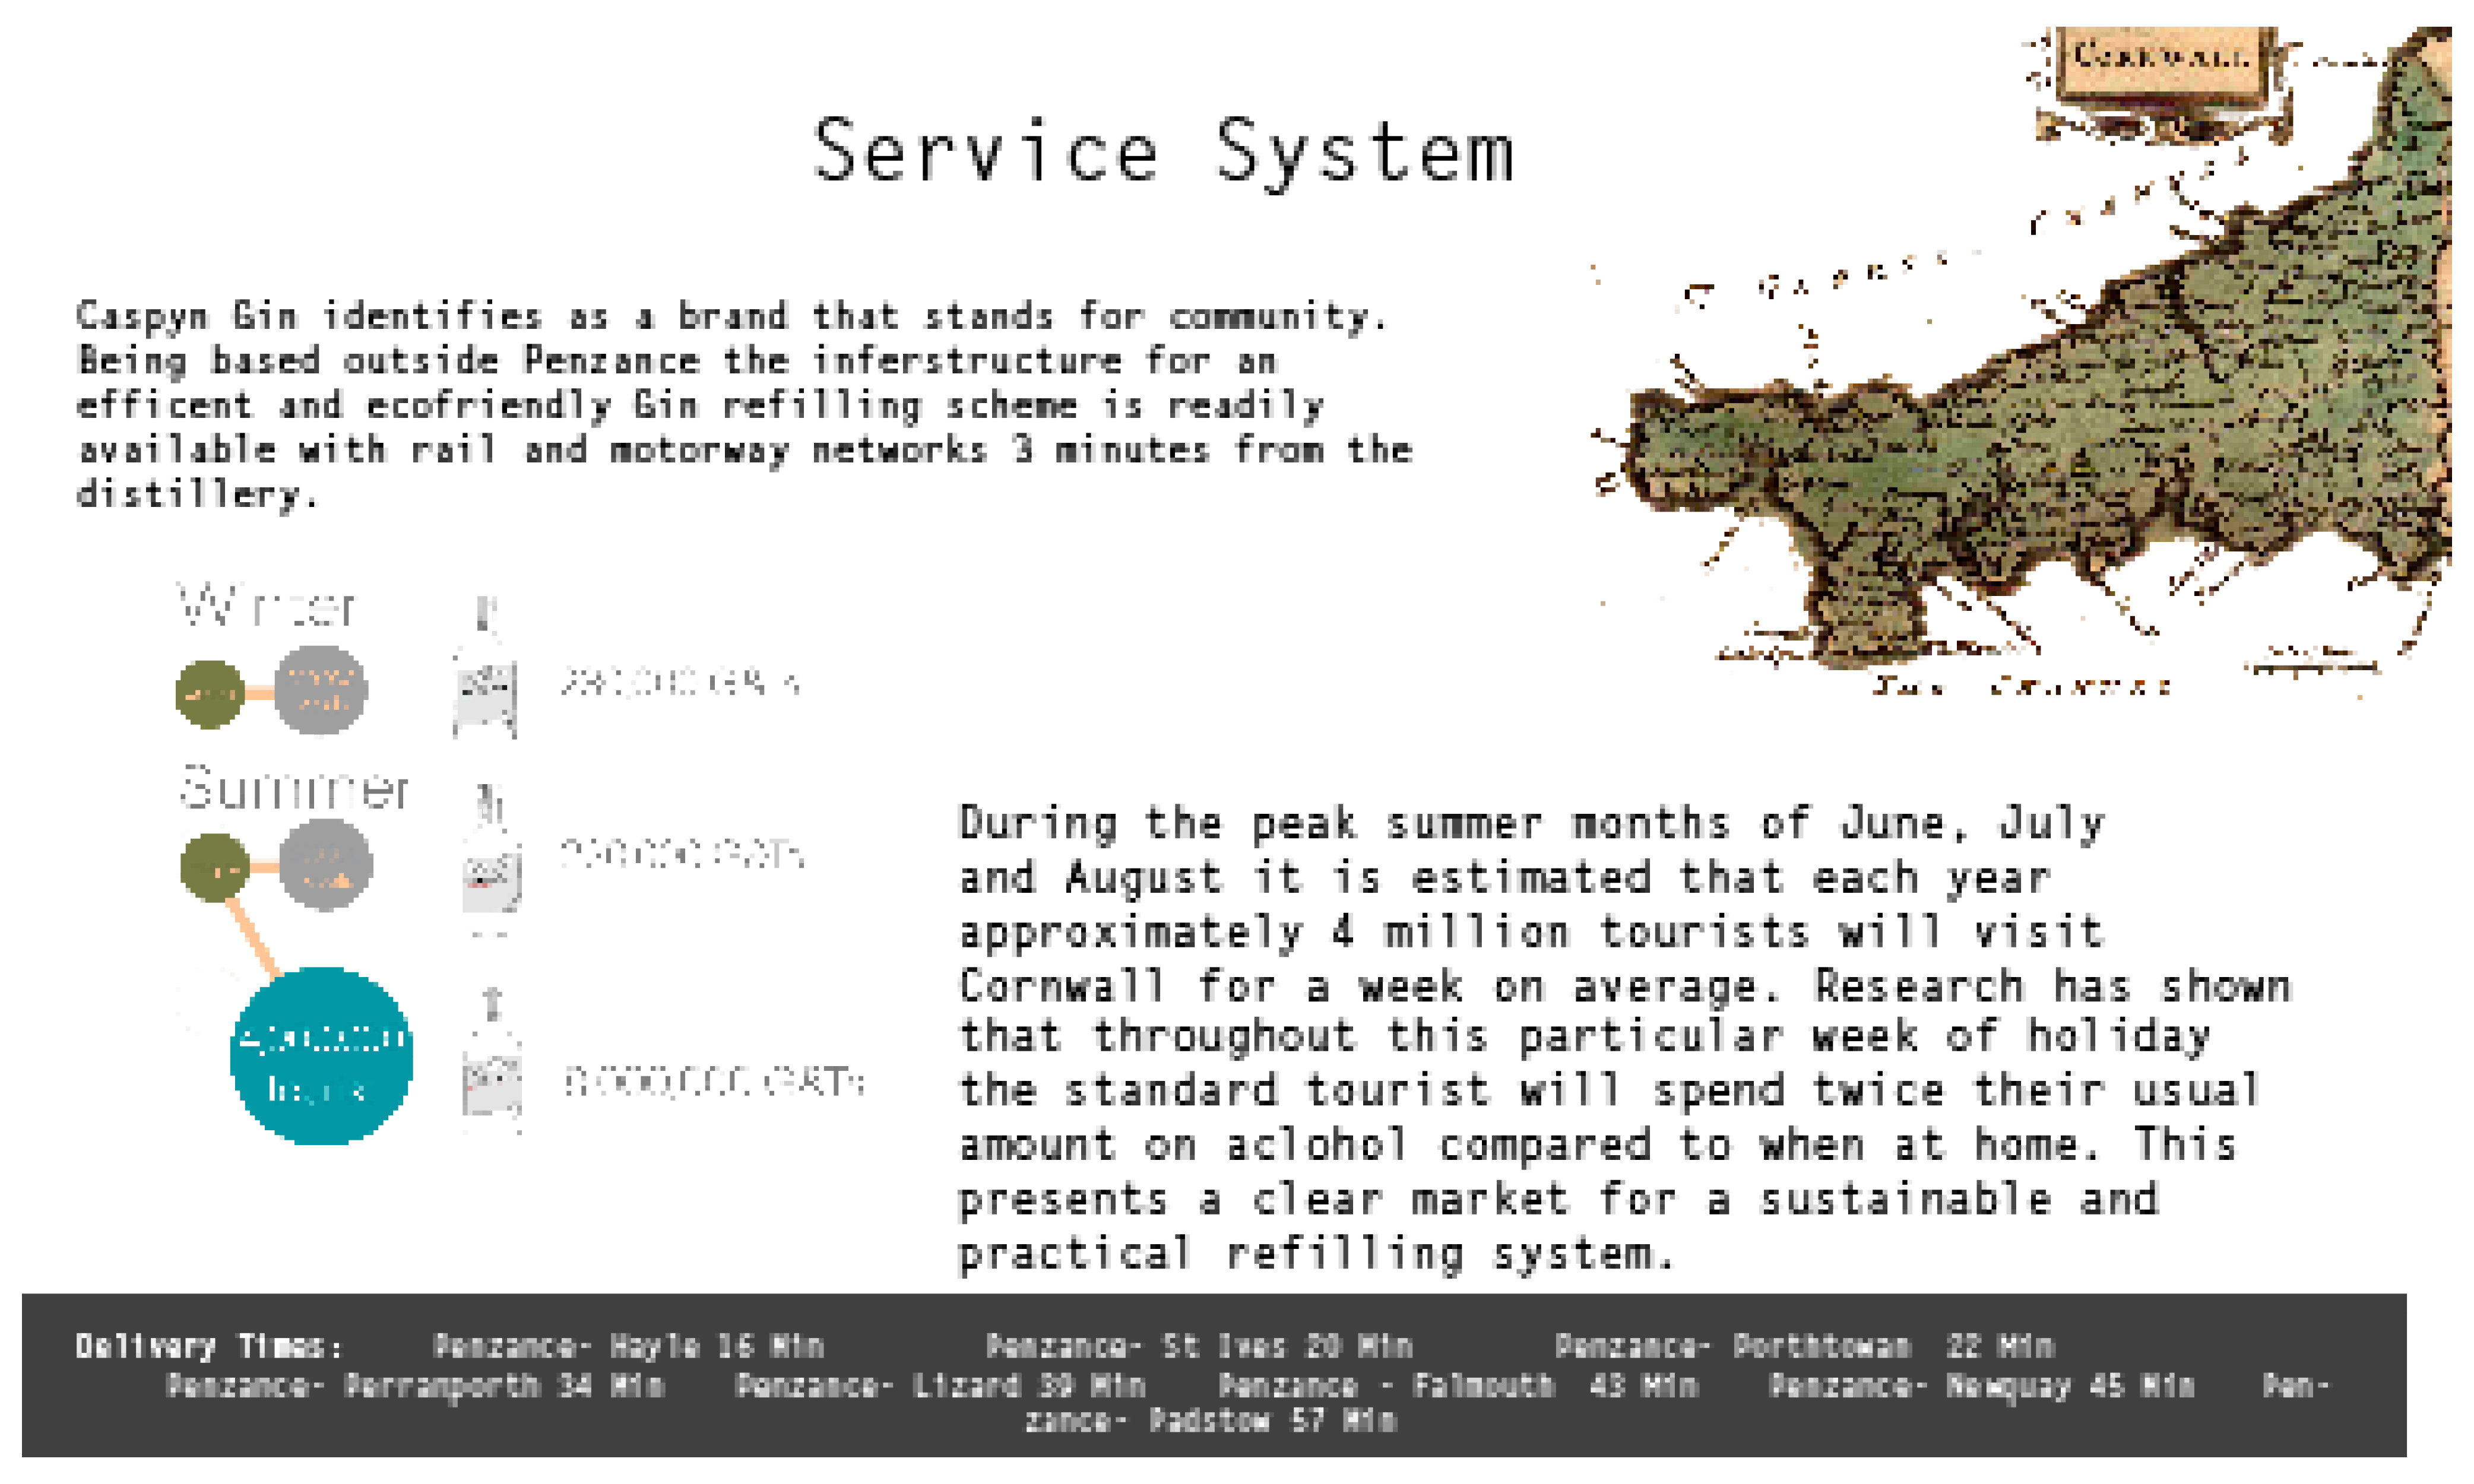 CORNWALL
Service System
Caspyn Gin identifies as a brand that stands for community.
Being based outside Penzance the inferstructure for an
efficent and ecofriendly Gin refilling scheme is readily
available with rail and motorway networks 3 minutes from the
distillery.
Winter
Summer
During the peak summer months of June, July
and August it is estimated that each year
approximately 4 million tourists will visit
Cornwall for a week on average. Research has shown
that throughout this particular week of holiday
the standard tourist will spend twice their usual
amount on aclohol compared to when at home. This
presents a clear market for a sustainable and
practical refilling system.
Delivery Times: Penzance- Hayle 16 Min Penzance- St Ives 20 Min Penzance- Porthtowan 22 Min
Penzance- Perranporth 34 Min Penzance- Lizard 39 Min Penzance - Falmouth 43 Min Penzance- Newquay 45 Min Pen-
zance- Padstow 57 Min